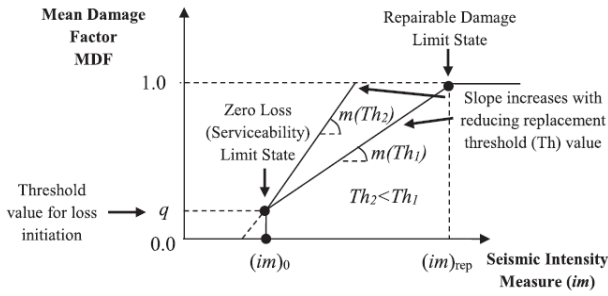 Mean Damage
Factor
MDF
Repairable Damage
Limit State
1.0
Zero Loss
(Serviceability)
Limit State
m(Th₂)
Slope increases with
reducing replacement
threshold (Th) value
m(Th₁)
Threshold
value for loss
initiation
q
Th₂<Th₁
0.0
(im)₀
(im)rep
Seismic Intensity
Measure (im)